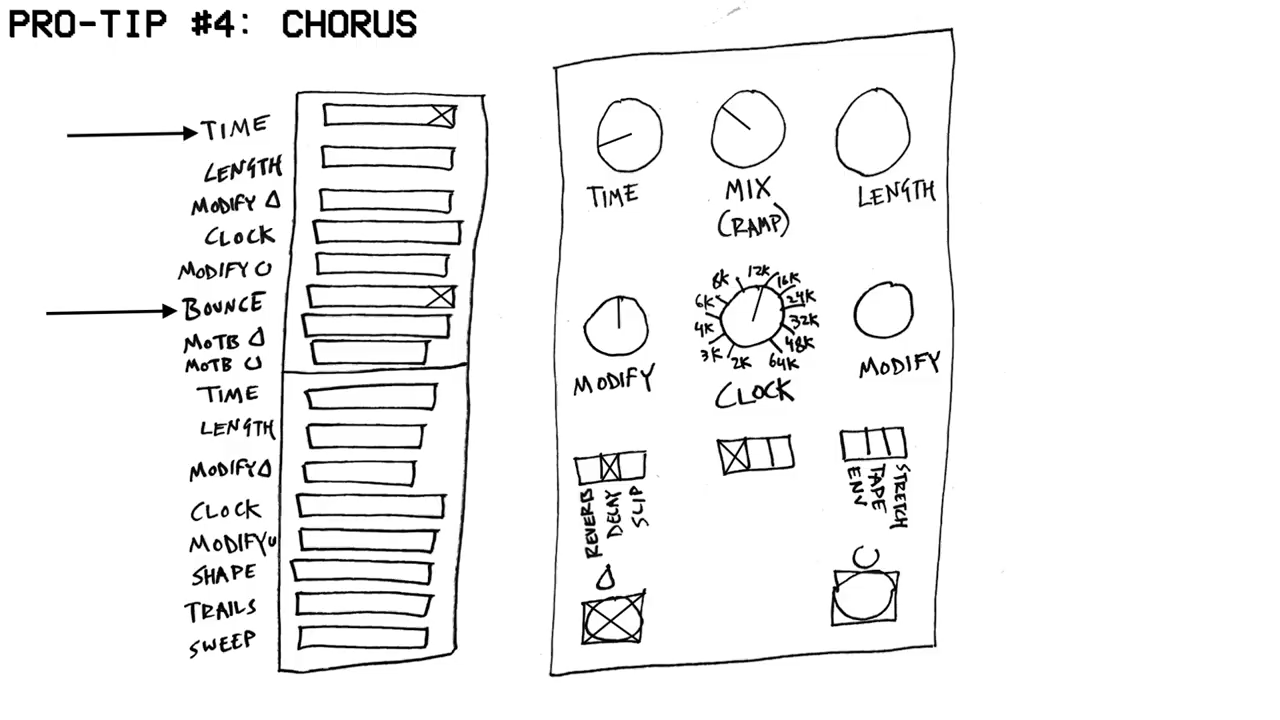 PRO-TIP #4: CHORUS
TIME
LENGTH
MODIFY △
CLOCK
MODIFY O
BOUNCE
MOTB △
MOTB O
TIME
LENGTH
MODIFY △
CLOCK
MODIFY O
SHAPE
TRAILS
SWEEP
TIME
MIX
(RAMP)
LENGTH
2K
3K
4K
6K
8K
12K
16K
24K
32K
48K
64K
MODIFY
CLOCK
MODIFY
REVERB
DELAY
SLIP
ENV
TAPE
STRETCH